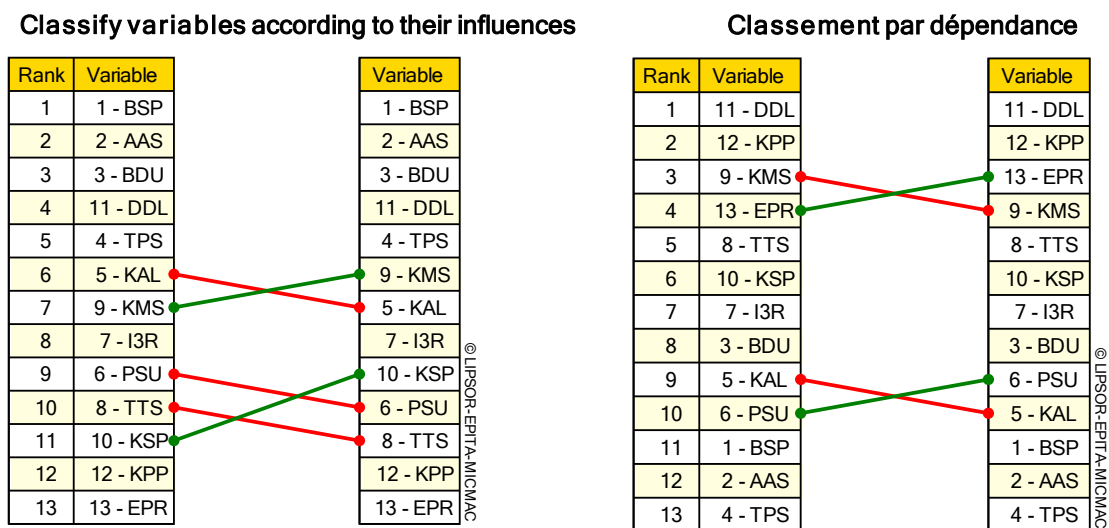 Classify variables according to their influences
Rank Variable Variable
1 1 - BSP 1 - BSP
2 2 - AAS 2 - AAS
3 3 - BDU 3 - BDU
4 11 - DDL 11 - DDL
5 4 - TPS 4 - TPS
6 5 - KAL 9 - KMS
7 9 - KMS 5 - KAL
8 7 - I3R 7 - I3R
9 6 - PSU 10 - KSP
10 8 - TTS 6 - PSU
11 10 - KSP 8 - TTS
12 12 - KPP 12 - KPP
13 13 - EPR 13 - EPR
© LIPSOR-EPITA-MICMAC
Classement par dépendance
Rank Variable Variable
1 11 - DDL 11 - DDL
2 12 - KPP 12 - KPP
3 9 - KMS 13 - EPR
4 13 - EPR 9 - KMS
5 8 - TTS 8 - TTS
6 10 - KSP 10 - KSP
7 7 - I3R 7 - I3R
8 3 - BDU 3 - BDU
9 5 - KAL 6 - PSU
10 6 - PSU 5 - KAL
11 1 - BSP 1 - BSP
12 2 - AAS 2 - AAS
13 4 - TPS 4 - TPS
© LIPSOR-EPITA-MICMAC